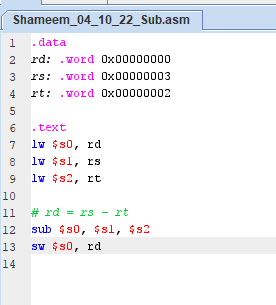 Shameem_04_10_22_Sub.asm
1 .data
2 rd: .word 0x00000000
3 rs: .word 0x00000003
4 rt: .word 0x00000002
5
6 .text
7 lw $s0, rd
8 lw $s1, rs
9 lw $s2, rt
10
11 # rd = rs - rt
12 sub $s0, $s1, $s2
13 sw $s0, rd
14